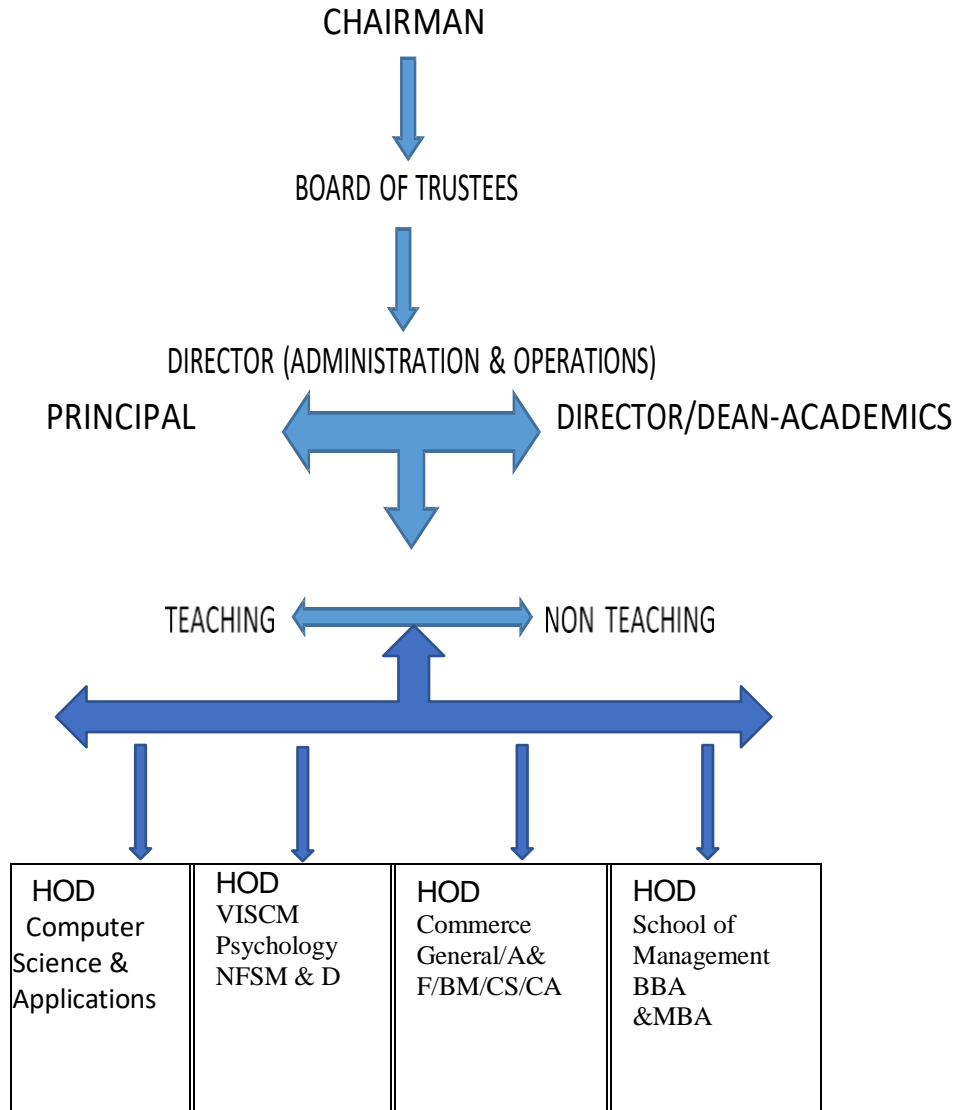 CHAIRMAN
BOARD OF TRUSTEES
DIRECTOR (ADMINISTRATION & OPERATIONS)
PRINCIPAL
DIRECTOR/DEAN-ACADEMICS
TEACHING
NON TEACHING
HOD
Computer
Science &
Applications
HOD
VISCM
Psychology
NFSM & D
HOD
Commerce
General/A&
F/BM/CS/CA
HOD
School of
Management
BBA
&MBA